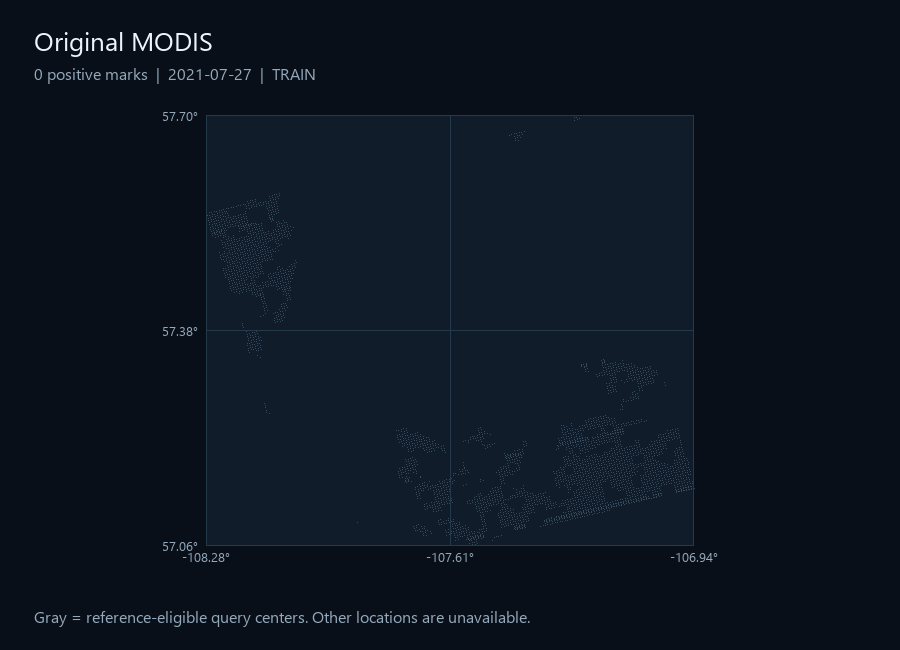 Original MODIS
0 positive marks | 2021-07-27 | TRAIN
57.70°
57.38°
57.06°
-108.28° -107.61° -106.94°
Gray = reference-eligible query centers. Other locations are unavailable.